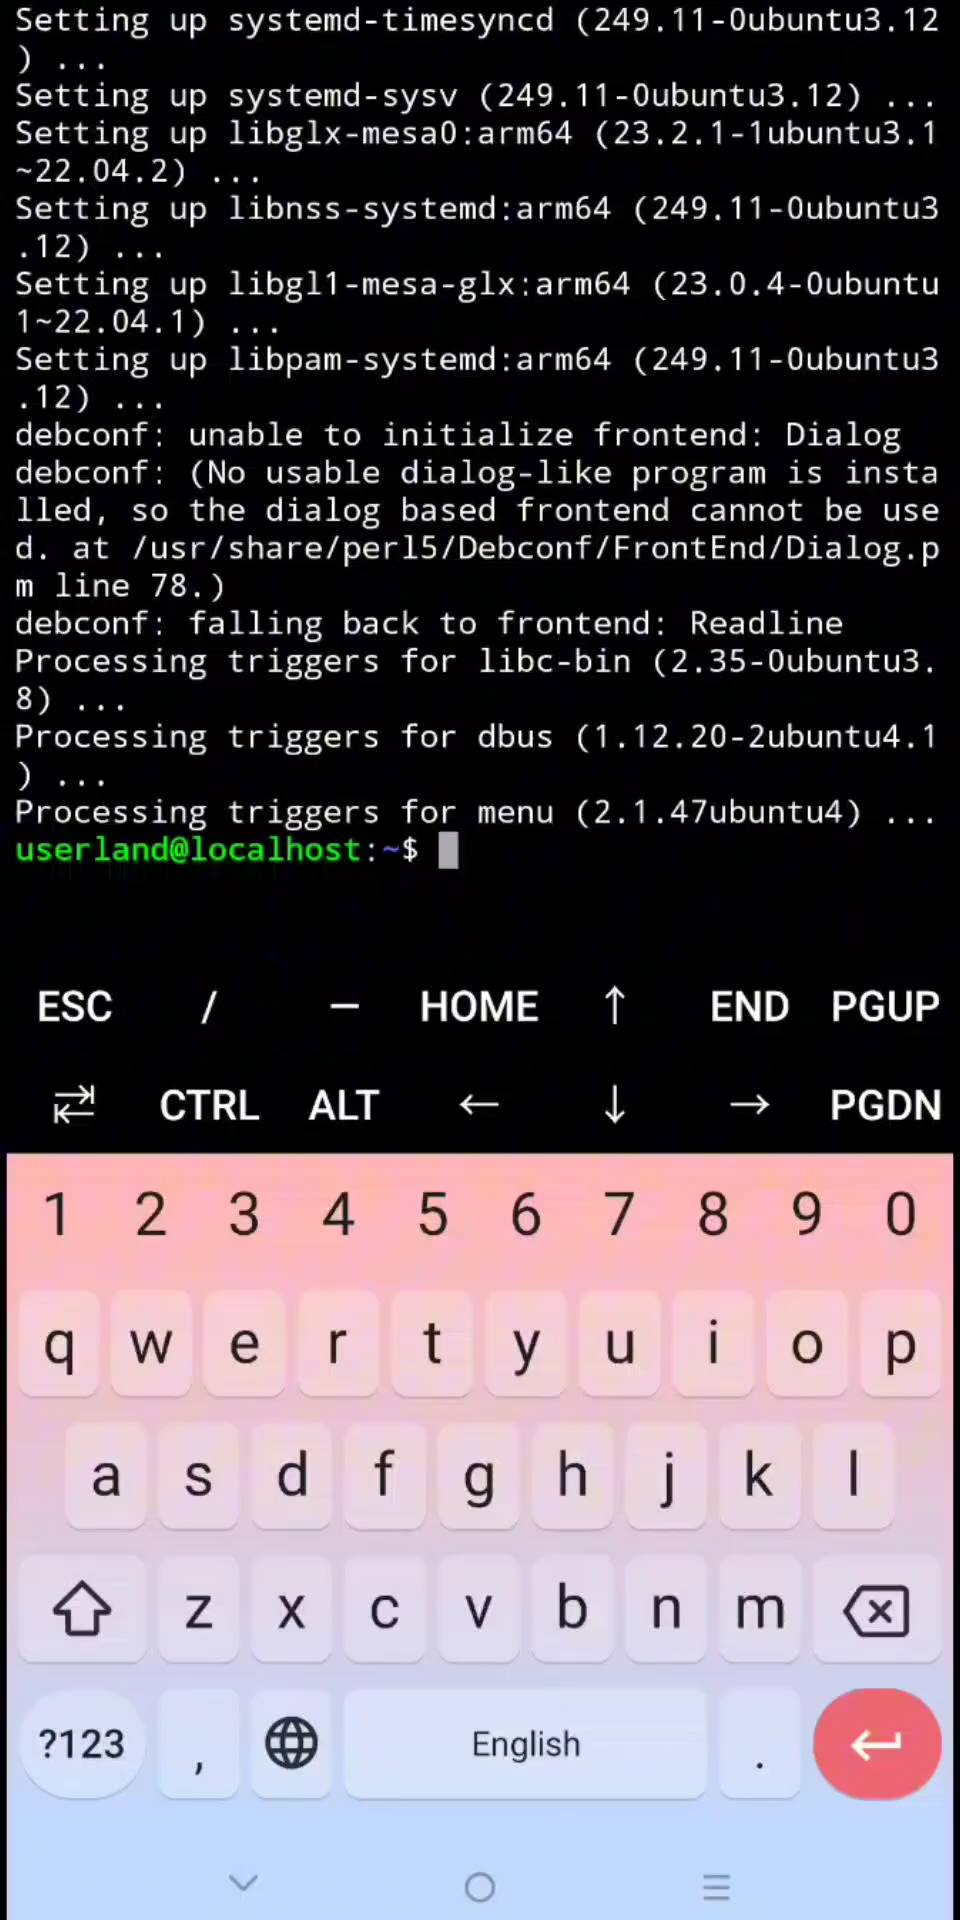 Setting up systemd-timesyncd (249.11-0ubuntu3.12
) ...
Setting up systemd-sysv (249.11-0ubuntu3.12) ...
Setting up libglx-mesa0:arm64 (23.2.1-1ubuntu3.1
~22.04.2) ...
Setting up libnss-systemd:arm64 (249.11-0ubuntu3
.12) ...
Setting up libgl1-mesa-glx:arm64 (23.0.4-0ubuntu
1~22.04.1) ...
Setting up libpam-systemd:arm64 (249.11-0ubuntu3
.12) ...
debconf: unable to initialize frontend: Dialog
debconf: (No usable dialog-like program is insta
lled, so the dialog based frontend cannot be use
d. at /usr/share/perl5/Debconf/FrontEnd/Dialog.p
m line 78.)
debconf: falling back to frontend: Readline
Processing triggers for libc-bin (2.35-0ubuntu3.
8) ...
Processing triggers for dbus (1.12.20-2ubuntu4.1
) ...
Processing triggers for menu (2.1.47ubuntu4) ...
userland@localhost:~$
ESC / — HOME ↑ END PGUP
CTRL ALT ← ↓ → PGDN
1 2 3 4 5 6 7 8 9 0
q w e r t y u i o p
a s d f g h j k l
z x c v b n m
?123 , English .